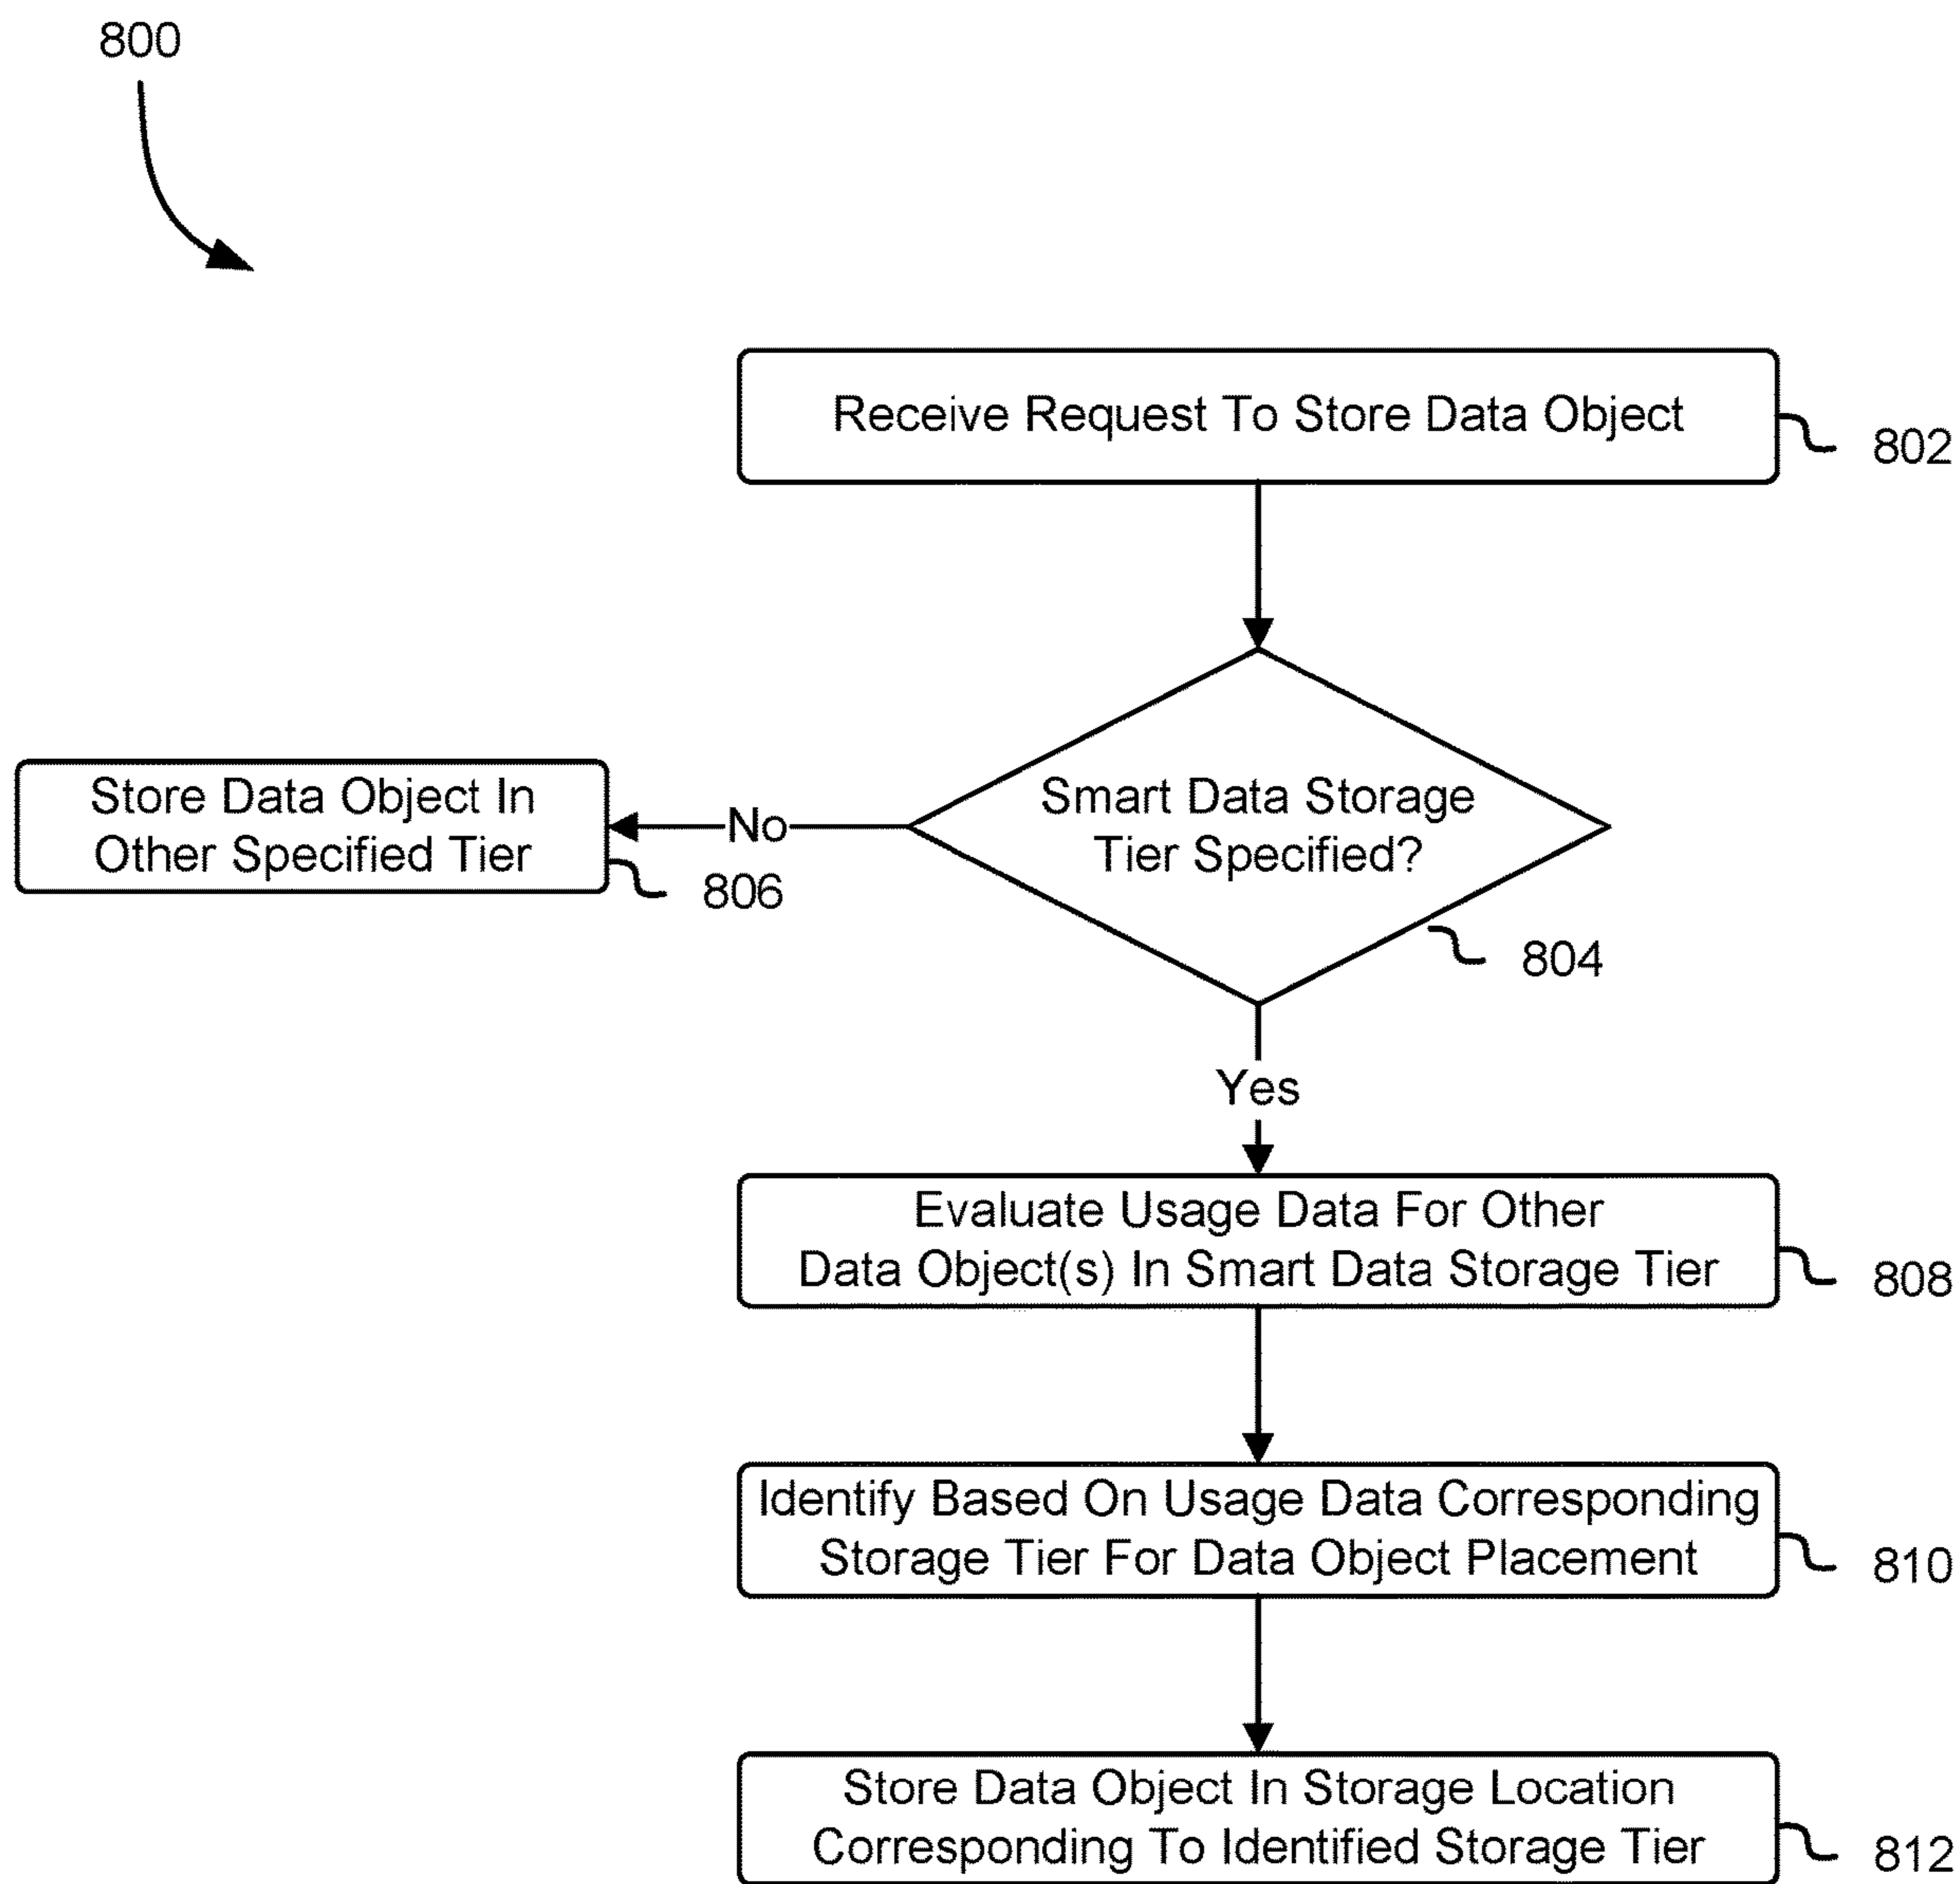 800
Receive Request To Store Data Object
802
Smart Data Storage
Tier Specified?
804
No
Store Data Object In
Other Specified Tier
806
Yes
Evaluate Usage Data For Other
Data Object(s) In Smart Data Storage Tier
808
Identify Based On Usage Data Corresponding
Storage Tier For Data Object Placement
810
Store Data Object In Storage Location
Corresponding To Identified Storage Tier
812